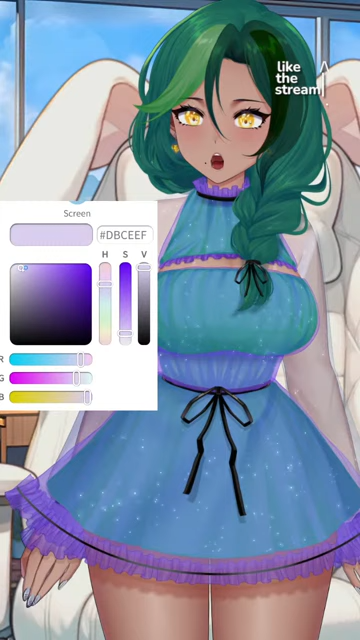 like
the
stream
Screen
#DBCEEF
H S V
R
G
B